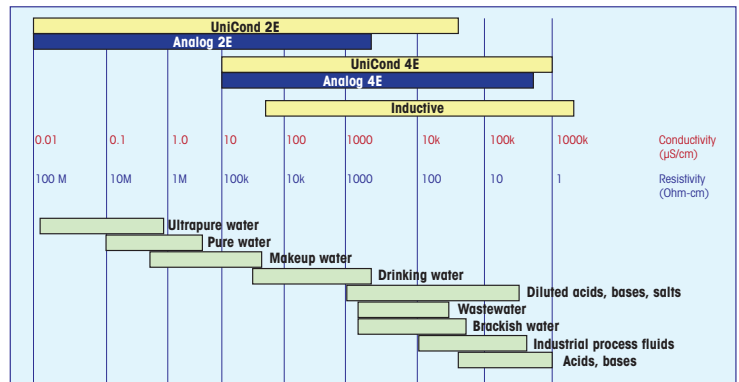 UniCond 2E
Analog 2E
UniCond 4E
Analog 4E
Inductive
0.01 0.1 1.0 10 100 1000 10k 100k 1000k Conductivity
(µS/cm)
100 M 10M 1M 100k 10k 1000 100 10 1 Resistivity
(Ohm-cm)
Ultrapure water
Pure water
Makeup water
Drinking water
Diluted acids, bases, salts
Wastewater
Brackish water
Industrial process fluids
Acids, bases